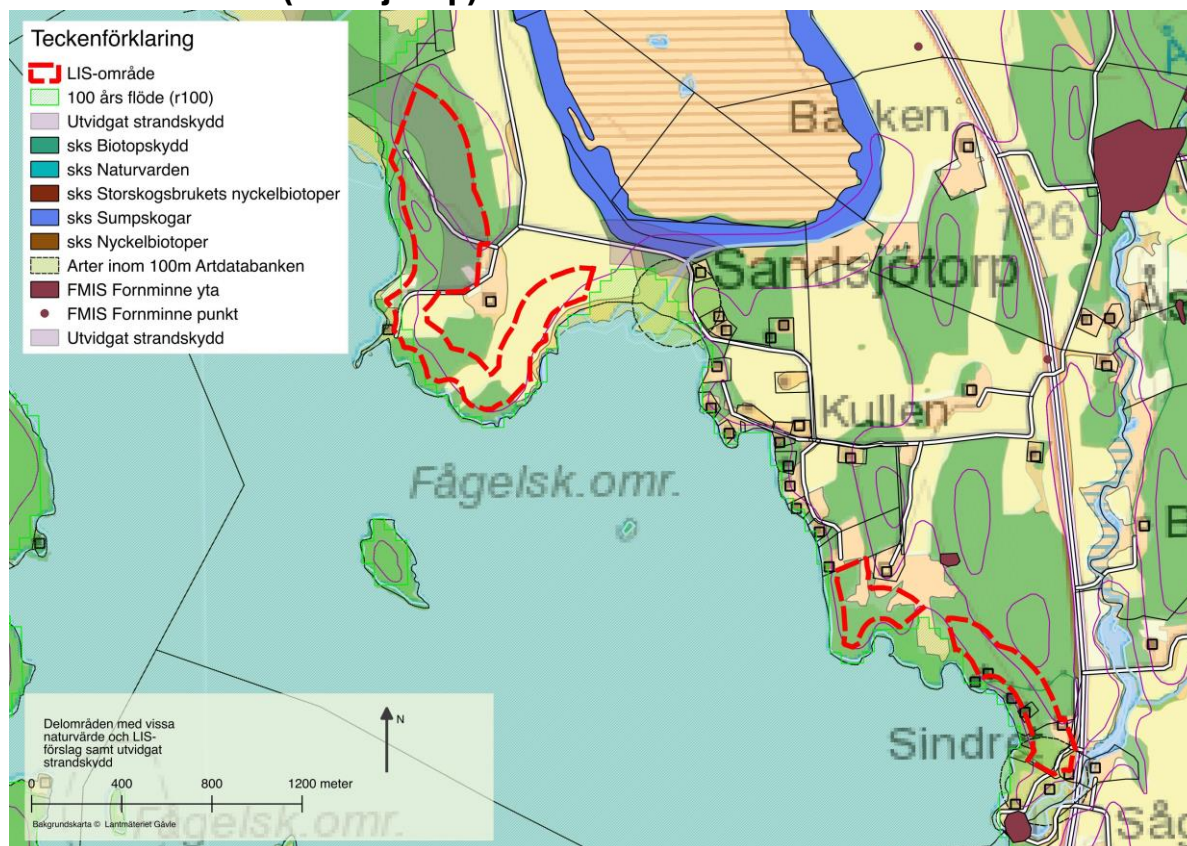 Teckenförklaring
LIS-område
100 års flöde (r100)
Utvidgat strandskydd
sks Biotopskydd
sks Naturvarden
sks Storskogsbrukets nyckelbiotoper
sks Sumpskogar
sks Nyckelbiotoper
Arter inom 100m Artdatabanken
FMIS Fornminne yta
FMIS Fornminne punkt
Utvidgat strandskydd
126
Sandsjötorp
Kullen
Fågelsk.omr.
Sindre
Delområden med vissa
naturvärde och LIS-
förslag samt utvidgat
strandskydd
N
0 400 800 1200 meter
Bakgrundskarta © Lantmäteriet Gävle
Fågelsk.omr.